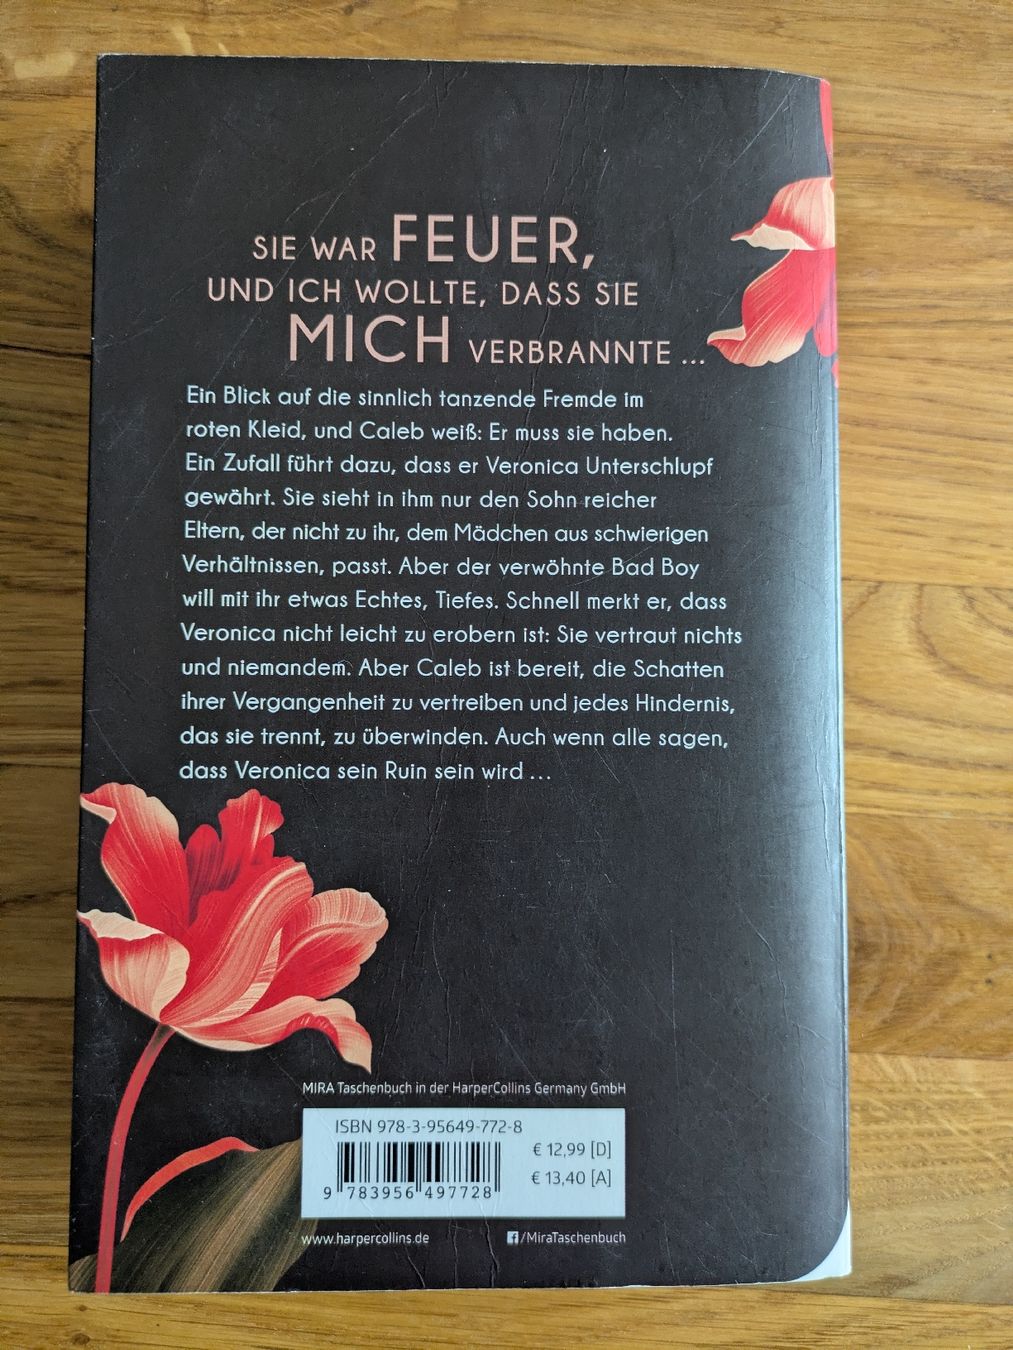 SIE WAR FEUER,
UND ICH WOLLTE, DASS SIE
MICH VERBRANNTE ...
Ein Blick auf die sinnlich tanzende Fremde im
roten Kleid, und Caleb weiß: Er muss sie haben.
Ein Zufall führt dazu, dass er Veronica Unterschlupf
gewährt. Sie sieht in ihm nur den Sohn reicher
Eltern, der nicht zu ihr, dem Mädchen aus schwierigen
Verhältnissen, passt. Aber der verwöhnte Bad Boy
will mit ihr etwas Echtes, Tiefes. Schnell merkt er, dass
Veronica nicht leicht zu erobern ist: Sie vertraut nichts
und niemandem. Aber Caleb ist bereit, die Schatten
ihrer Vergangenheit zu vertreiben und jedes Hindernis,
das sie trennt, zu überwinden. Auch wenn alle sagen,
dass Veronica sein Ruin sein wird ...
MIRA Taschenbuch in der HarperCollins Germany GmbH
ISBN 978-3-95649-772-8
€ 12,99 [D]
€ 13,40 [A]
9 783956 497728
www.harpercollins.de
f/MiraTaschenbuch